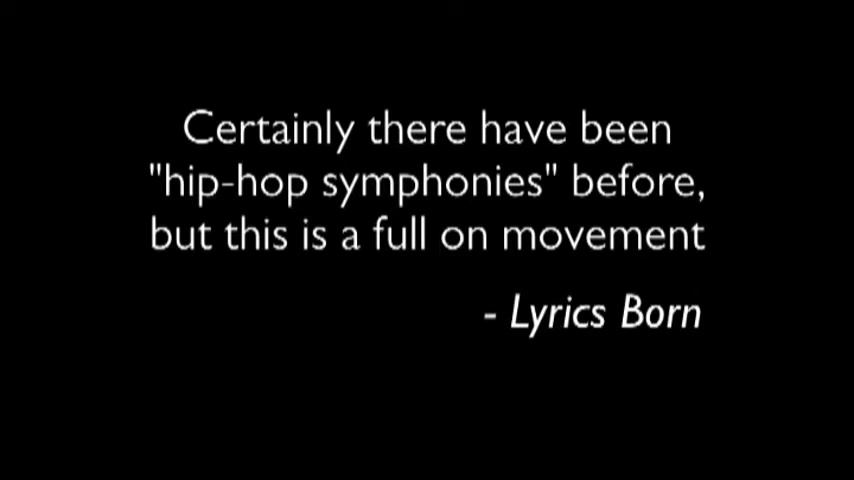 Certainly there have been
"hip-hop symphonies" before,
but this is a full on movement
- Lyrics Born